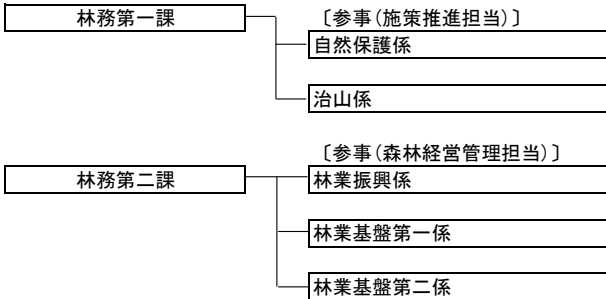 林務第一課
〔参事(施策推進担当)〕
自然保護係
治山係
〔参事(森林経営管理担当)〕
林務第二課
林業振興係
林業基盤第一係
林業基盤第二係